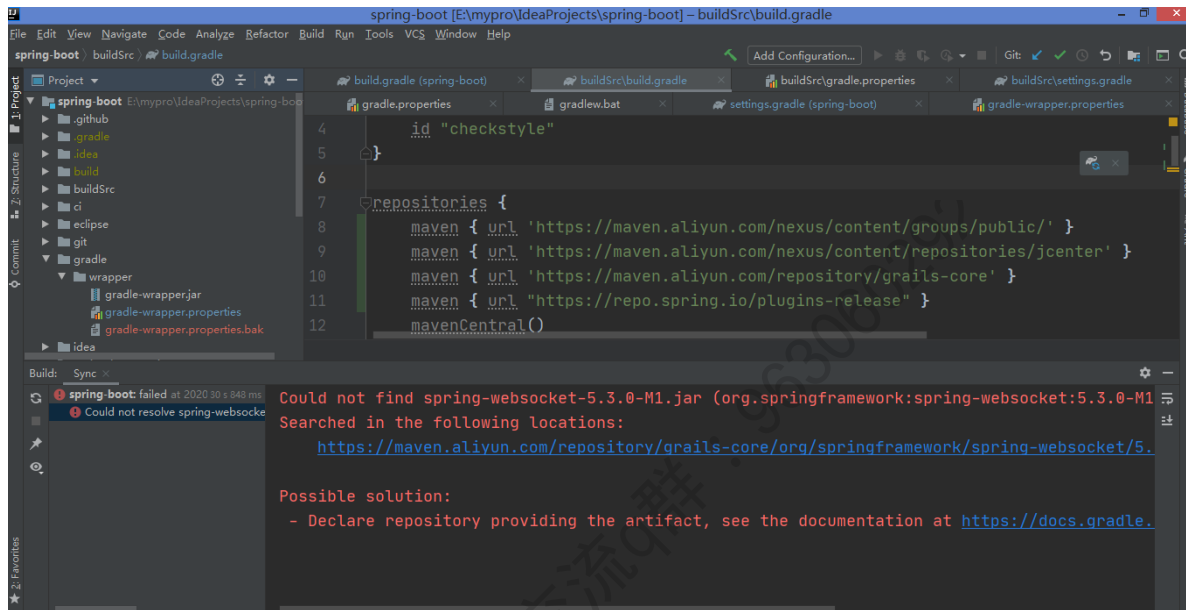 spring-boot [E:\mypro\IdeaProjects\spring-boot] – buildSrc\build.gradle
File Edit View Navigate Code Analyze Refactor Build Run Tools VCS Window Help
spring-boot buildSrc build.gradle
Add Configuration...
Git:
1: Project
Project
build.gradle (spring-boot)
buildSrc\build.gradle
buildSrc\gradle.properties
buildSrc\settings.gradle
gradle.properties
gradlew.bat
settings.gradle (spring-boot)
gradle-wrapper.properties
spring-boot E:\mypro\IdeaProjects\spring-boo
.github
.gradle
.idea
build
buildSrc
ci
eclipse
git
gradle
wrapper
gradle-wrapper.jar
gradle-wrapper.properties
gradle-wrapper.properties.bak
idea
Z: Structure
Commit
2: Favorites
4 id "checkstyle"
5 }
6
7 repositories {
8 maven { url 'https://maven.aliyun.com/nexus/content/groups/public/' }
9 maven { url 'https://maven.aliyun.com/nexus/content/repositories/jcenter' }
10 maven { url 'https://maven.aliyun.com/repository/grails-core' }
11 maven { url "https://repo.spring.io/plugins-release" }
12 mavenCentral()
Build: Sync
spring-boot: failed at 2020 30 s 848 ms
Could not resolve spring-websocke
Could not find spring-websocket-5.3.0-M1.jar (org.springframework:spring-websocket:5.3.0-M1
Searched in the following locations:
https://maven.aliyun.com/repository/grails-core/org/springframework/spring-websocket/5.
Possible solution:
- Declare repository providing the artifact, see the documentation at https://docs.gradle.